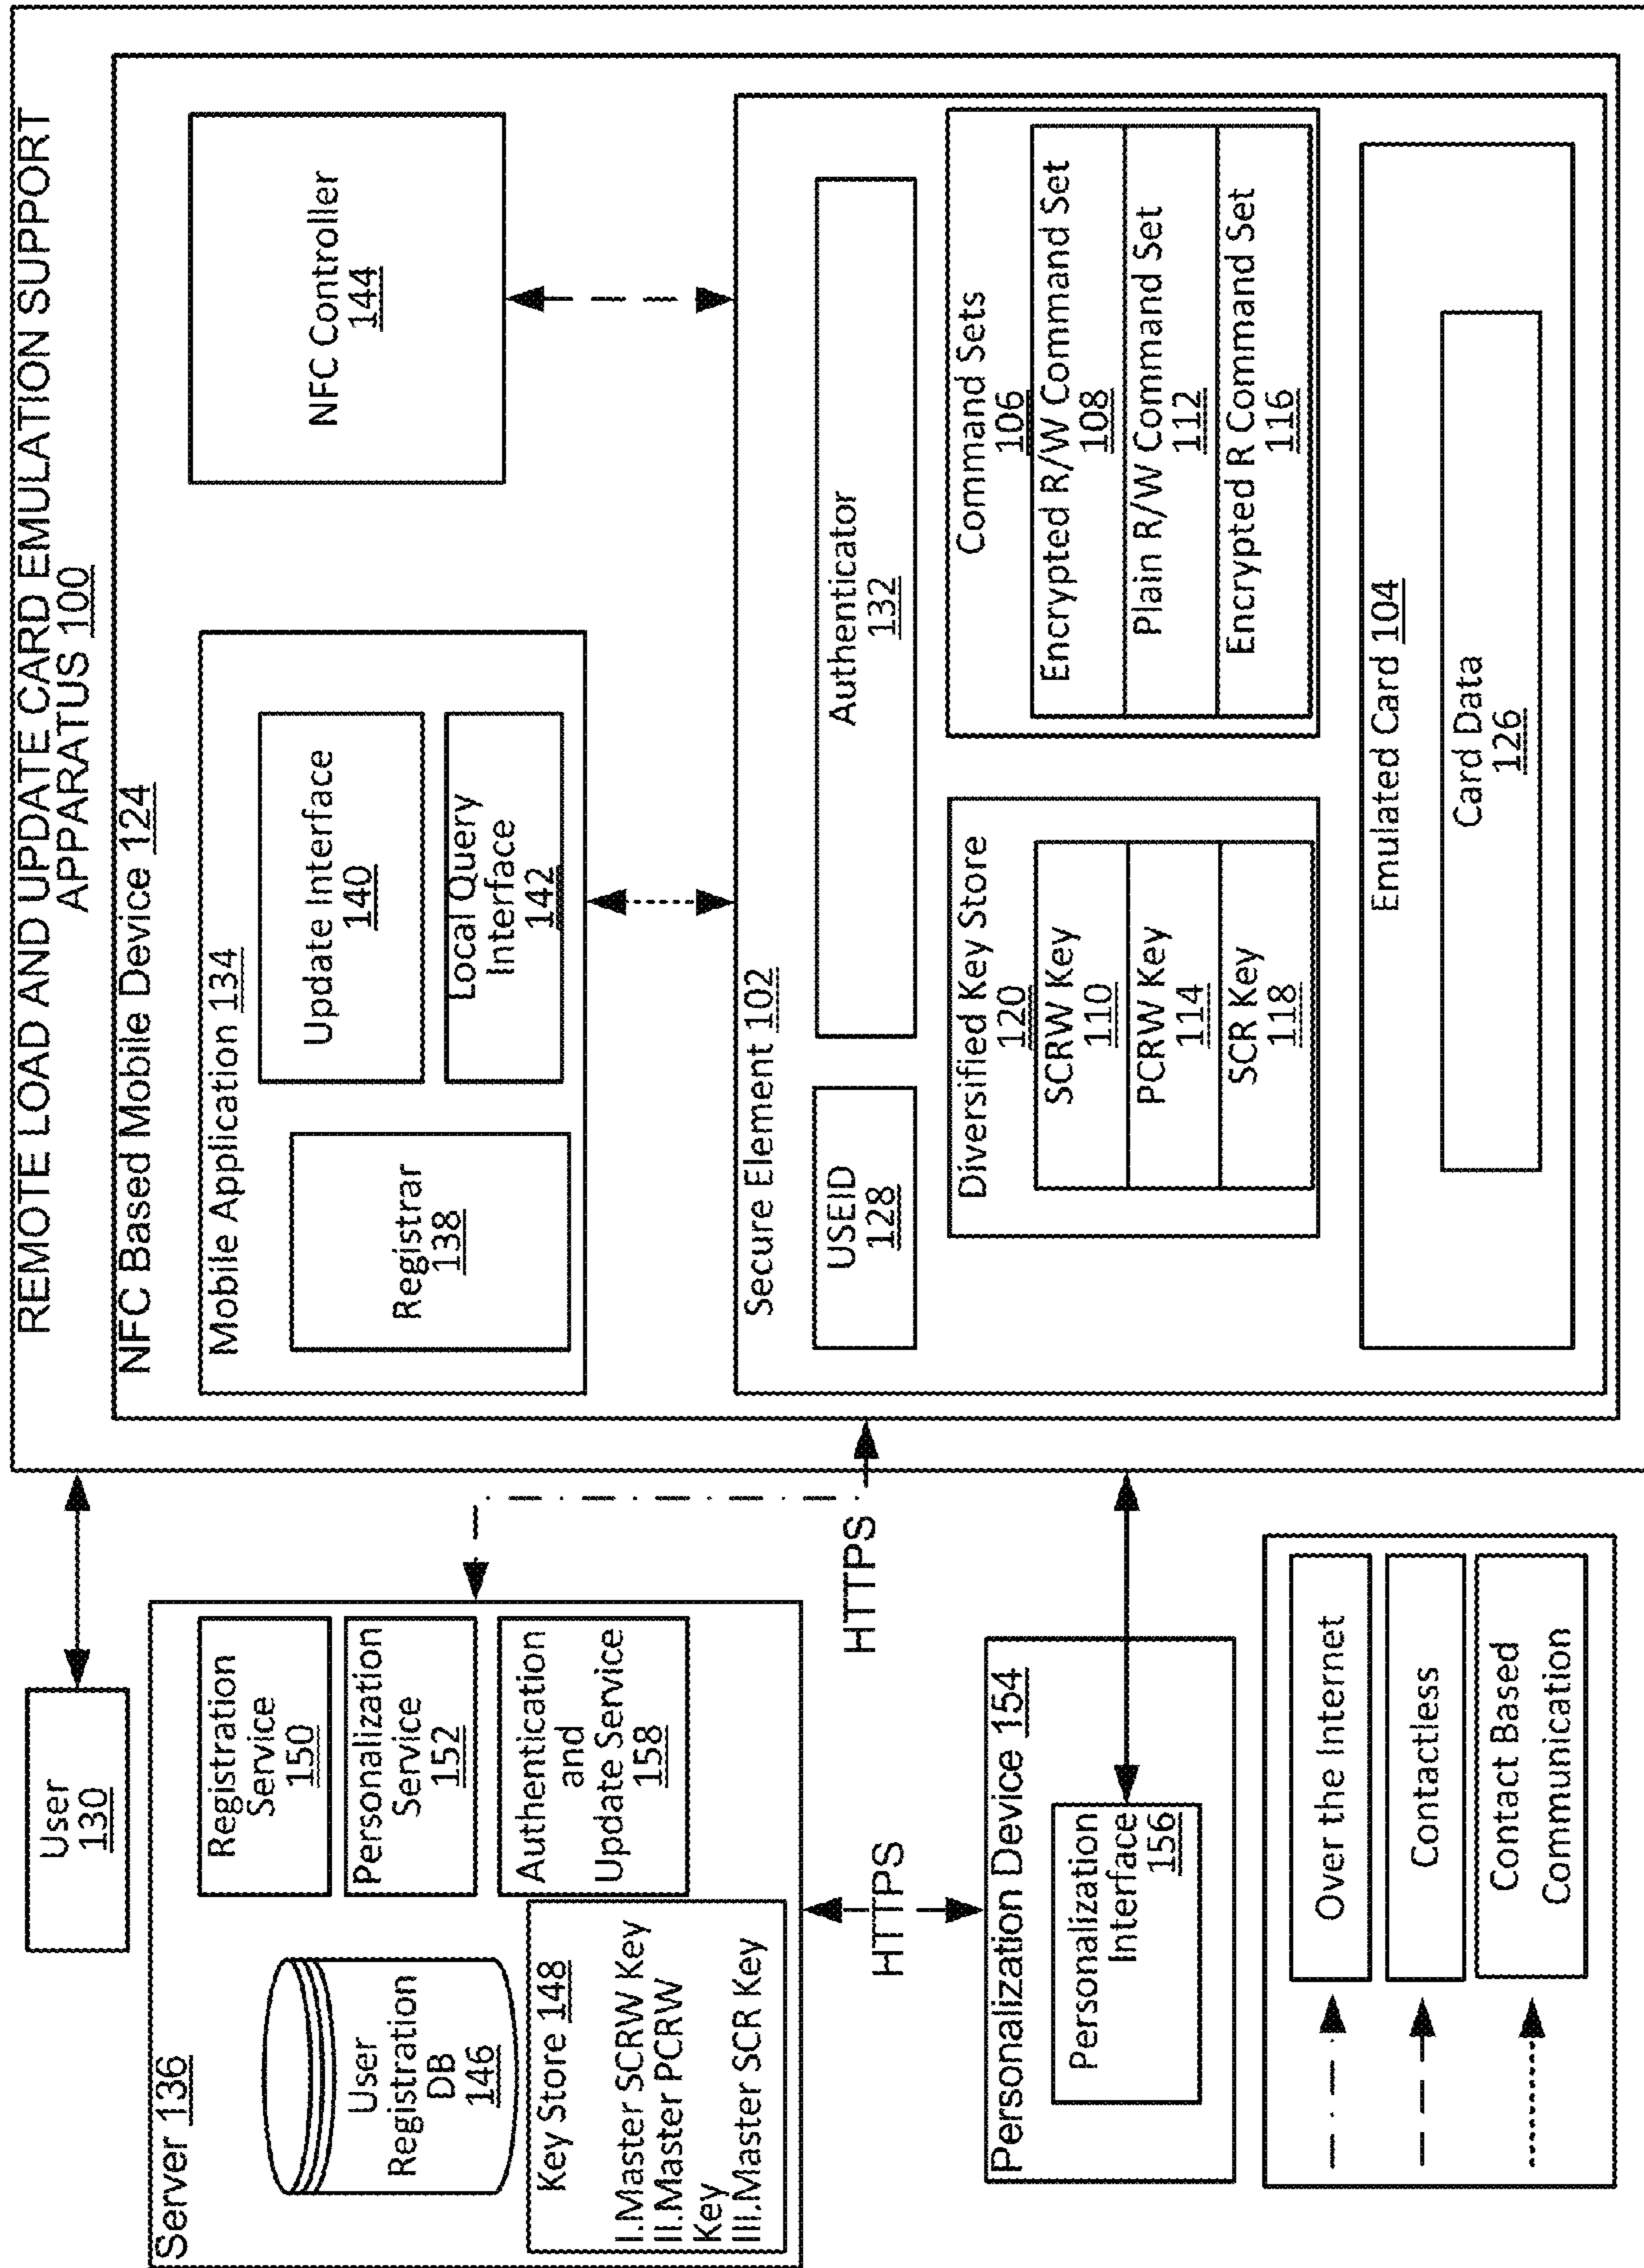 REMOTE LOAD AND UPDATE CARD EMULATION SUPPORT
APPARATUS 100
User
130
Server 136
User
Registration
DB
146
Registration
Service
150
Personalization
Service
152
Authentication
and
Update Service
158
Key Store 148
I.Master SCRW Key
II.Master PCRW
Key
III.Master SCR Key
HTTPS
HTTPS
Personalization Device 154
Personalization
Interface
156
Over the Internet
Contactless
Contact Based
Communication
NFC Based Mobile Device 124
Mobile Application 134
Registrar
138
Update Interface
140
Local Query
Interface
142
NFC Controller
144
Secure Element 102
USEID
128
Authenticator
132
Diversified Key Store
120
SCRW Key
110
PCRW Key
114
SCR Key
118
Command Sets
106
Encrypted R/W Command Set
108
Plain R/W Command Set
112
Encrypted R Command Set
116
Emulated Card 104
Card Data
126